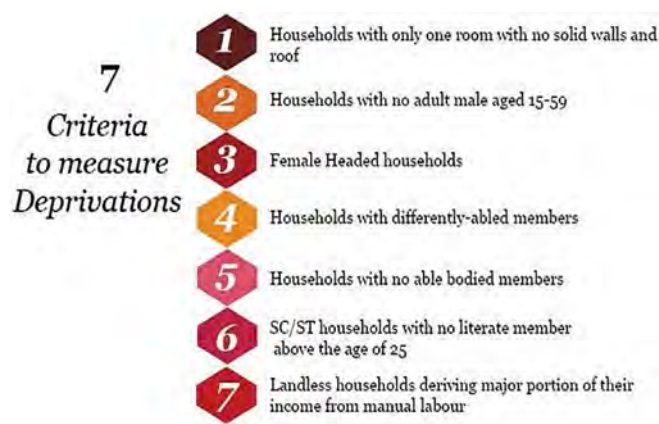 7
Criteria
to measure
Deprivations
1
Households with only one room with no solid walls and
roof
2
Households with no adult male aged 15-59
3
Female Headed households
4
Households with differently-abled members
5
Households with no able bodied members
6
SC/ST households with no literate member
above the age of 25
7
Landless households deriving major portion of their
income from manual labour